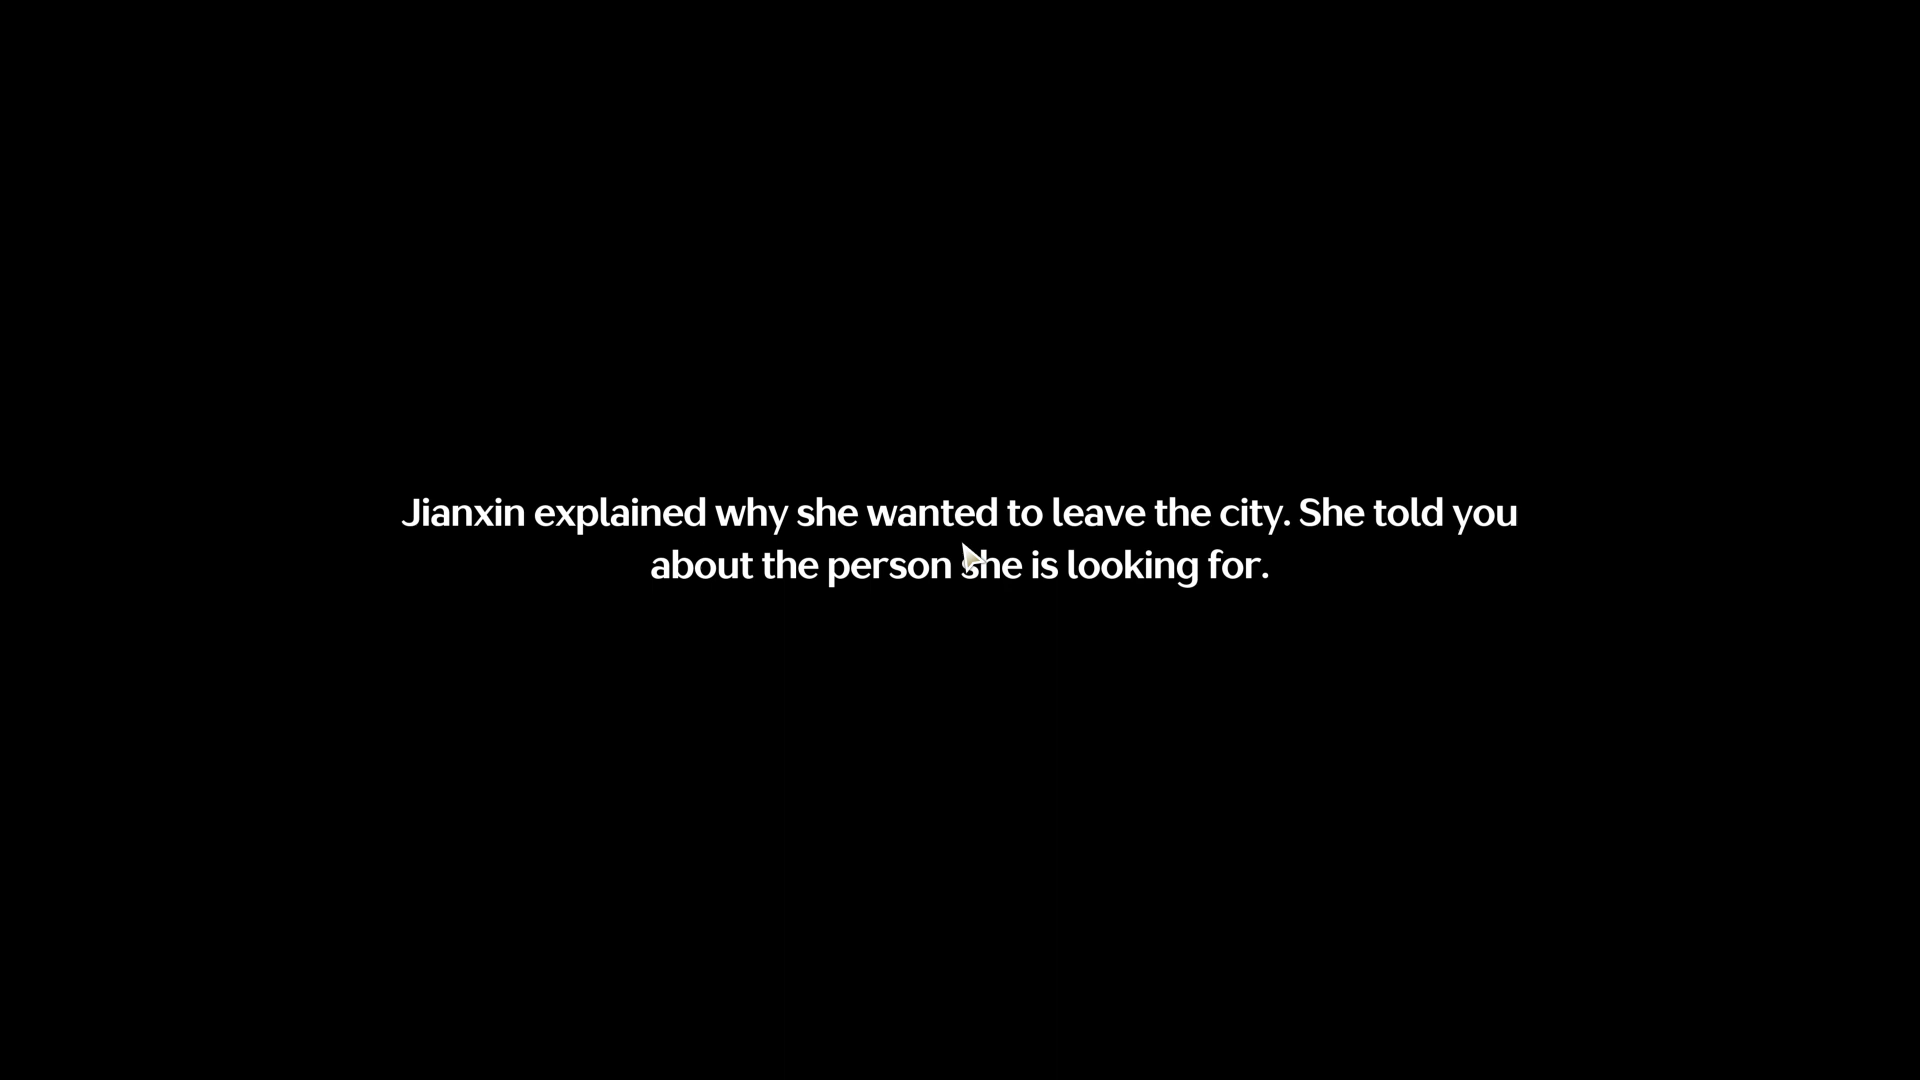 Jianxin explained why she wanted to leave the city. She told you
about the person she is looking for.